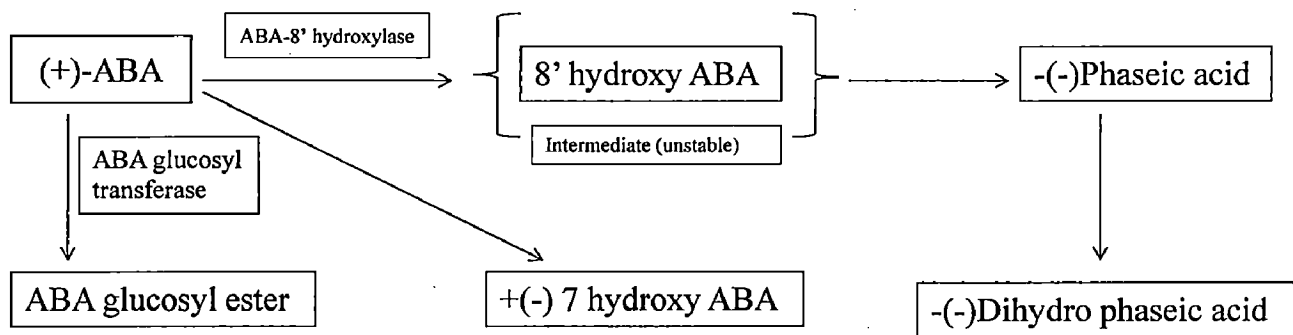 ABA-8’ hydroxylase
(+)-ABA
8’ hydroxy ABA
-(-)Phaseic acid
Intermediate (unstable)
ABA glucosyl
transferase
ABA glucosyl ester
+(-) 7 hydroxy ABA
-(-)Dihydro phaseic acid